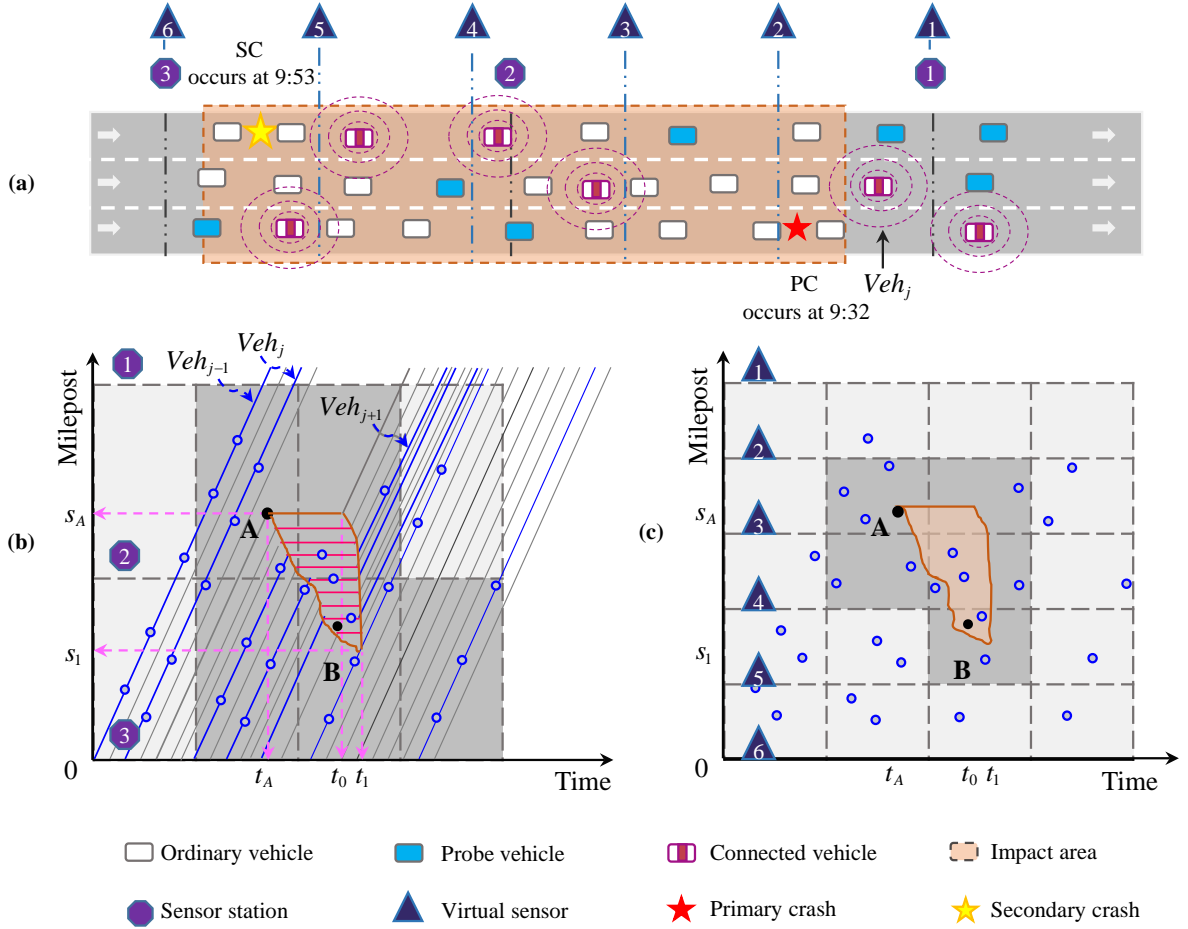 6 5 4 3 2 1
SC
occurs at 9:53
3 2 1
(a)
PC
occurs at 9:32
Veh_j
Milepost
1
2
3
Veh_{j-1}
Veh_j
Veh_{j+1}
s_A
s_1
A
B
(b)
0
t_A t_0 t_1
Time
Milepost
1
2
3
4
5
6
s_A
s_1
A
B
(c)
0
t_A t_0 t_1
Time
Ordinary vehicle Probe vehicle Connected vehicle Impact area
Sensor station Virtual sensor Primary crash Secondary crash